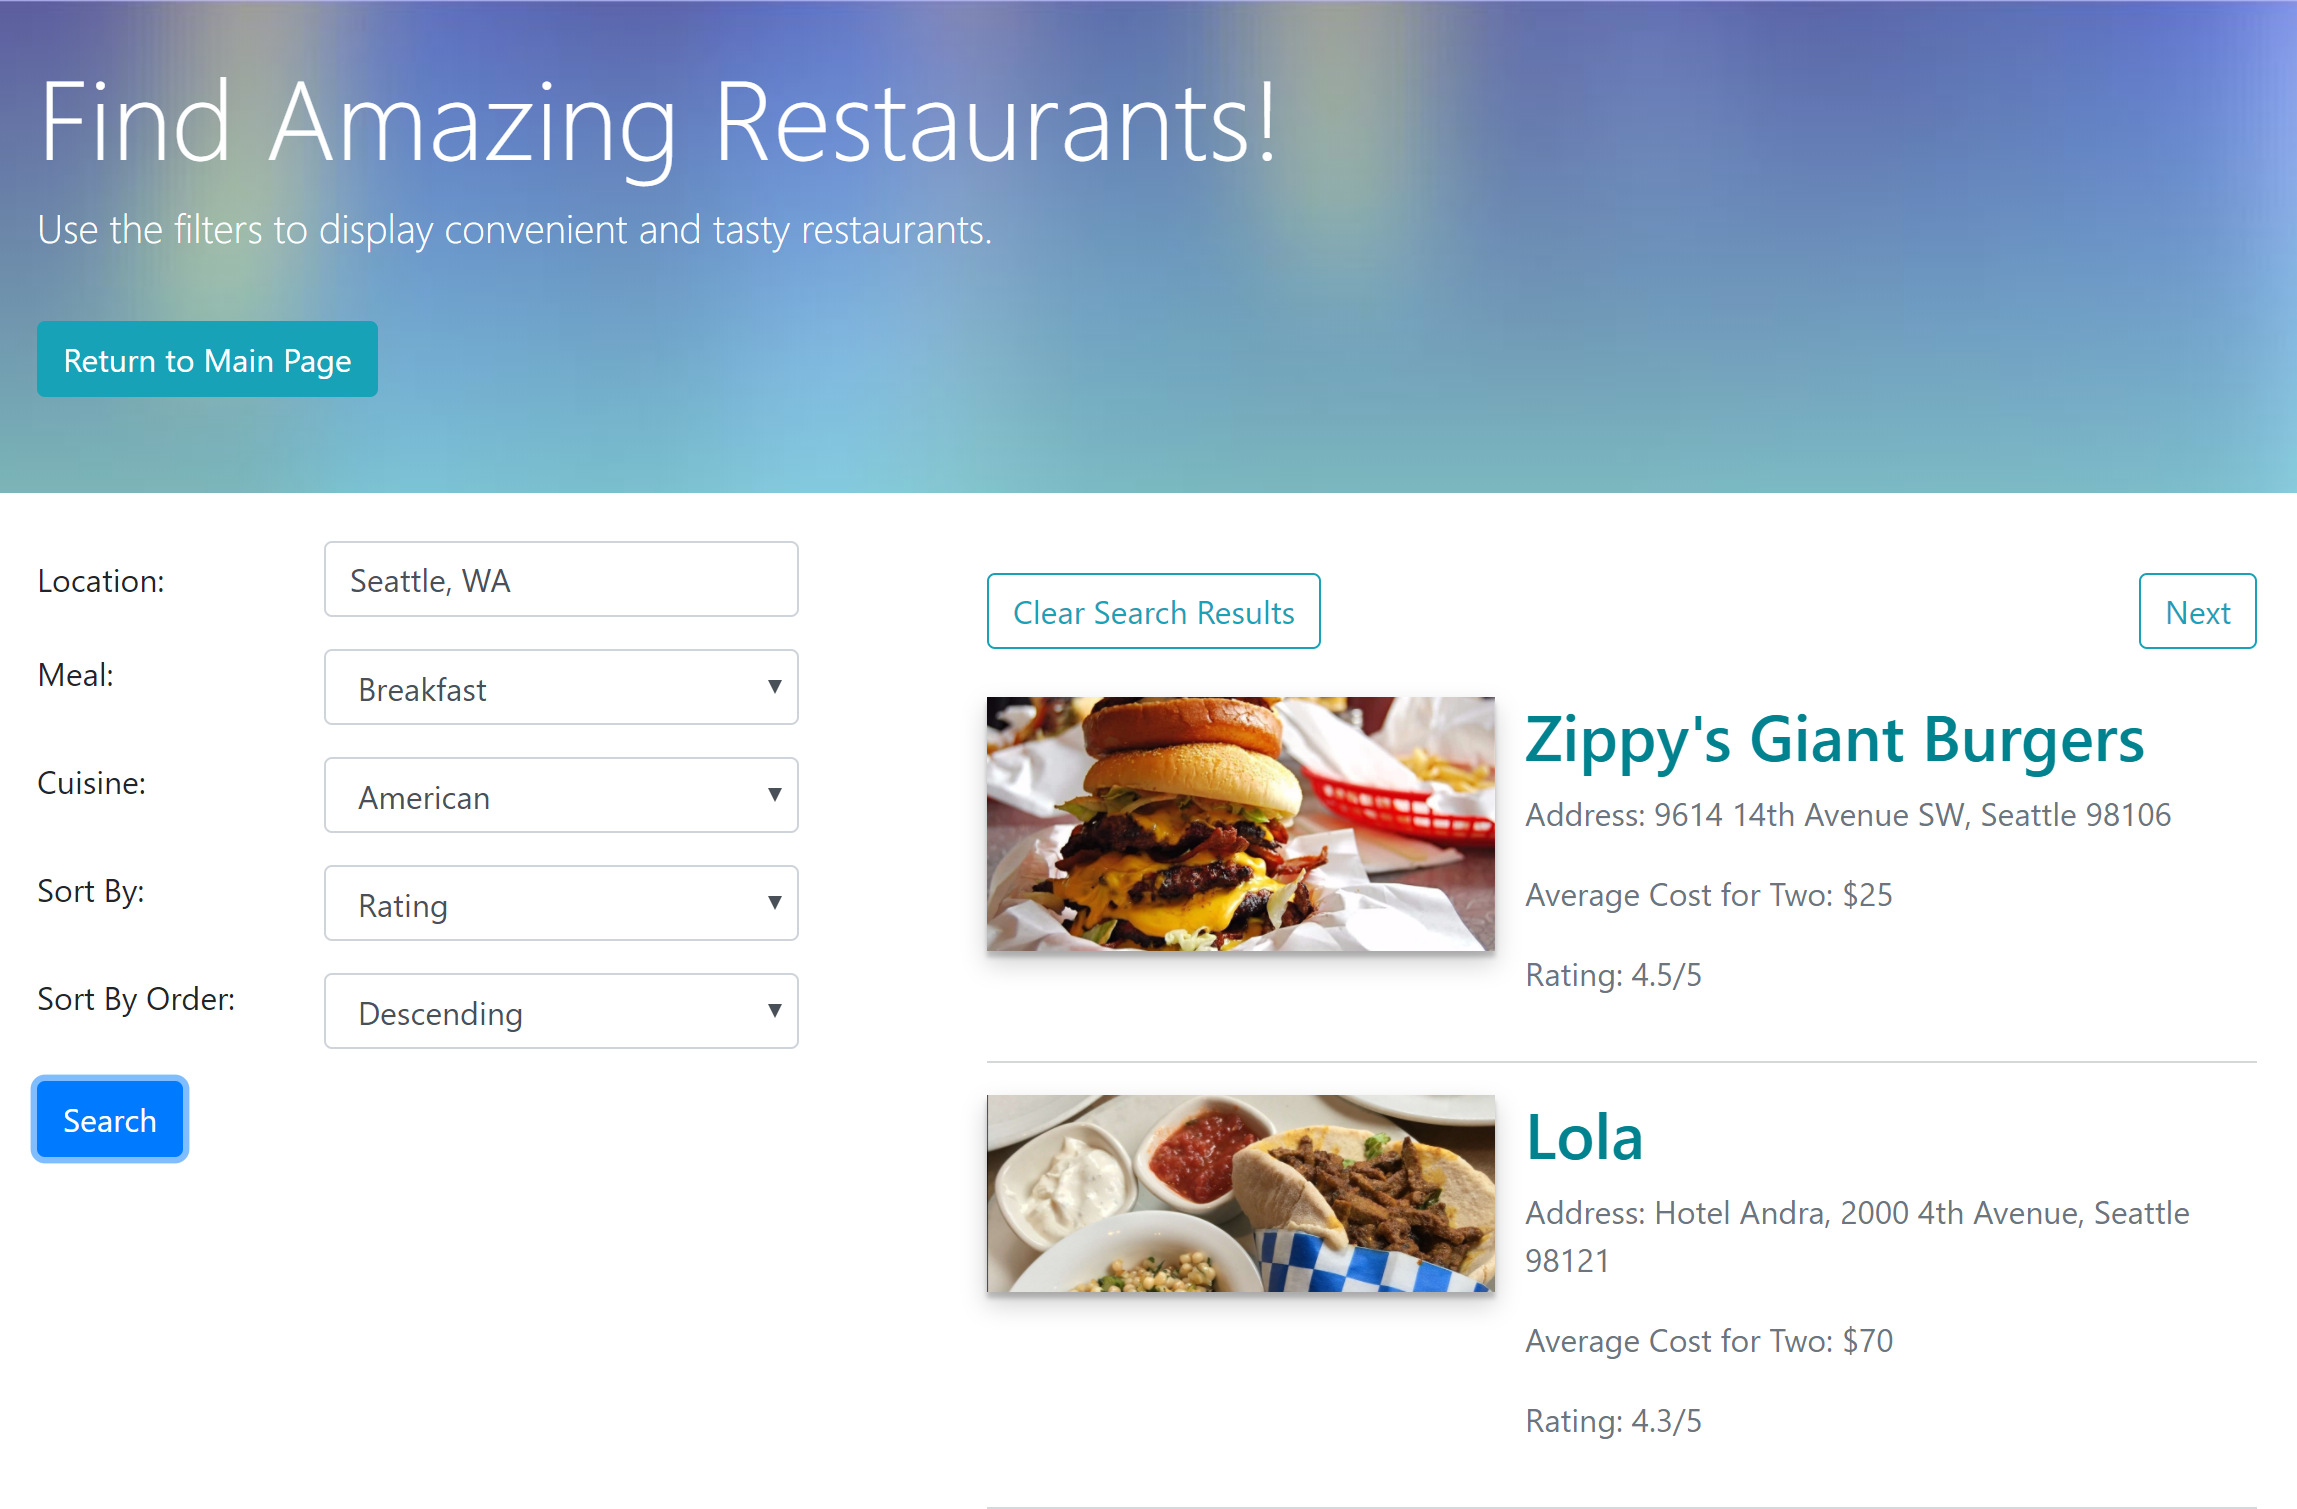 Find Amazing Restaurants!
Use the filters to display convenient and tasty restaurants.
Return to Main Page
Location:
Seattle, WA
Meal:
Breakfast
Cuisine:
American
Sort By:
Rating
Sort By Order:
Descending
Search
Clear Search Results
Next
Zippy's Giant Burgers
Address: 9614 14th Avenue SW, Seattle 98106
Average Cost for Two: $25
Rating: 4.5/5
Lola
Address: Hotel Andra, 2000 4th Avenue, Seattle
98121
Average Cost for Two: $70
Rating: 4.3/5